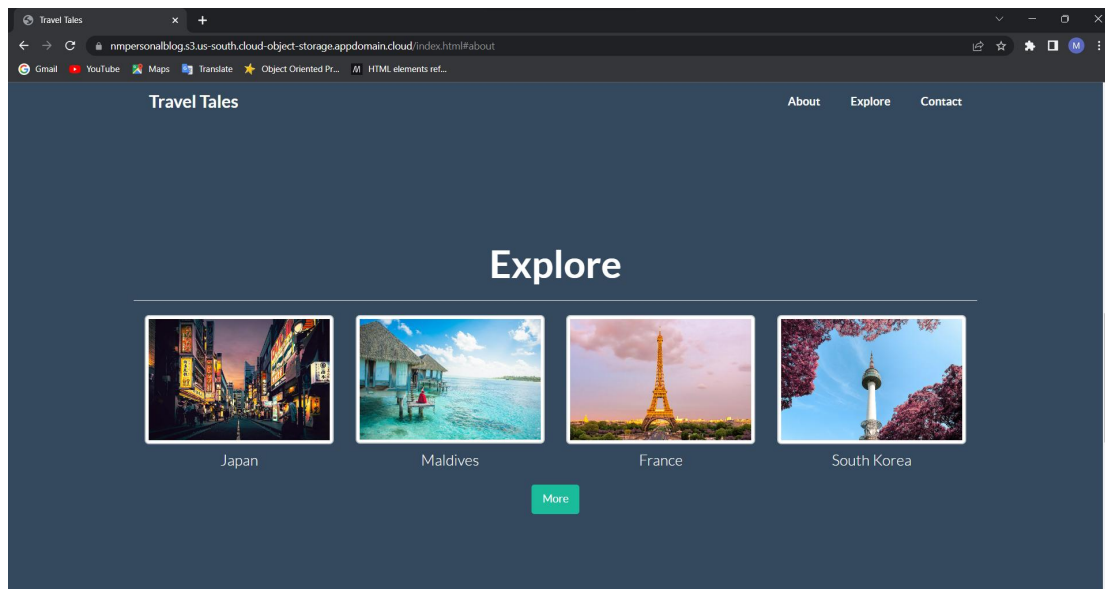 Travel Tales
nmpersonalblog.s3.us-south.cloud-object-storage.appdomain.cloud/index.html#about
M
Gmail YouTube Maps Translate Object Oriented Pr... HTML elements ref...
Travel Tales About Explore Contact
Explore
Japan Maldives France South Korea
More